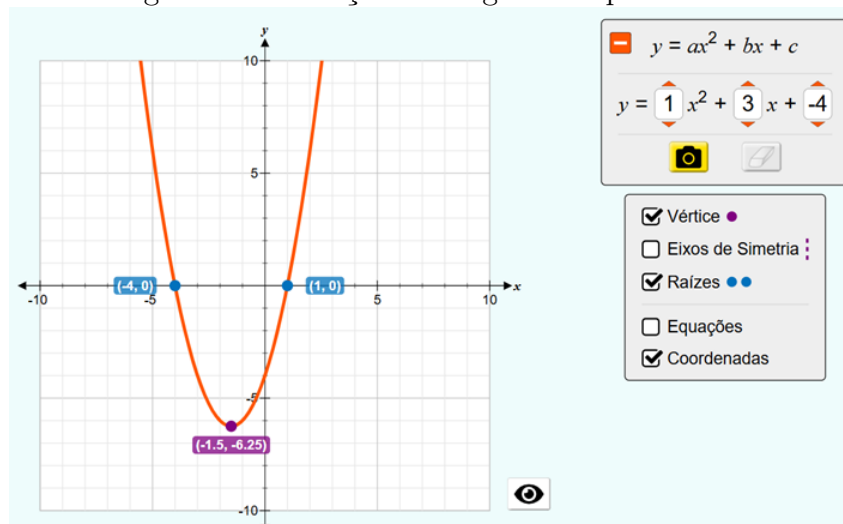 y
10
5
-10
-5
5
10
x
-5
-10
(-4, 0)
(1, 0)
(-1.5, -6.25)
y = ax² + bx + c
y = 1 x² + 3 x + -4
Vértice
Eixos de Simetria
Raízes
Equações
Coordenadas